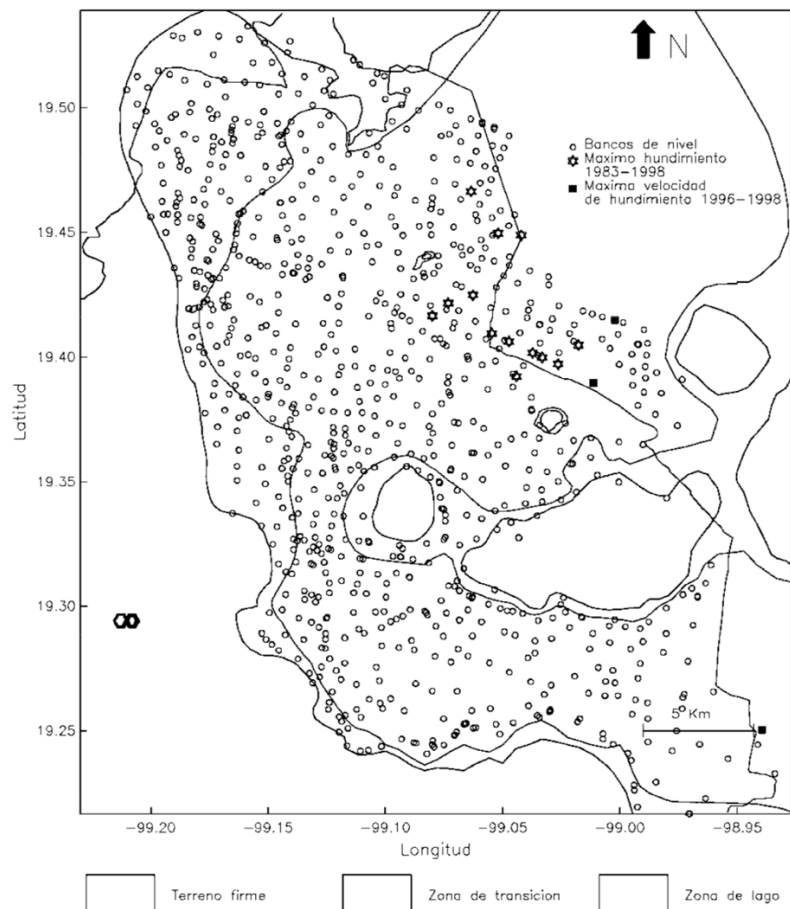 N
Bancos de nivel
Maximo hundimiento
1983-1998
Maxima velocidad
de hundimiento 1996-1998
19.50
19.45
19.40
19.35
19.30
19.25
Latitud
5 Km
-99.20
-99.15
-99.10
-99.05
-99.00
-98.95
Longitud
Terreno firme
Zona de transicion
Zona de lago